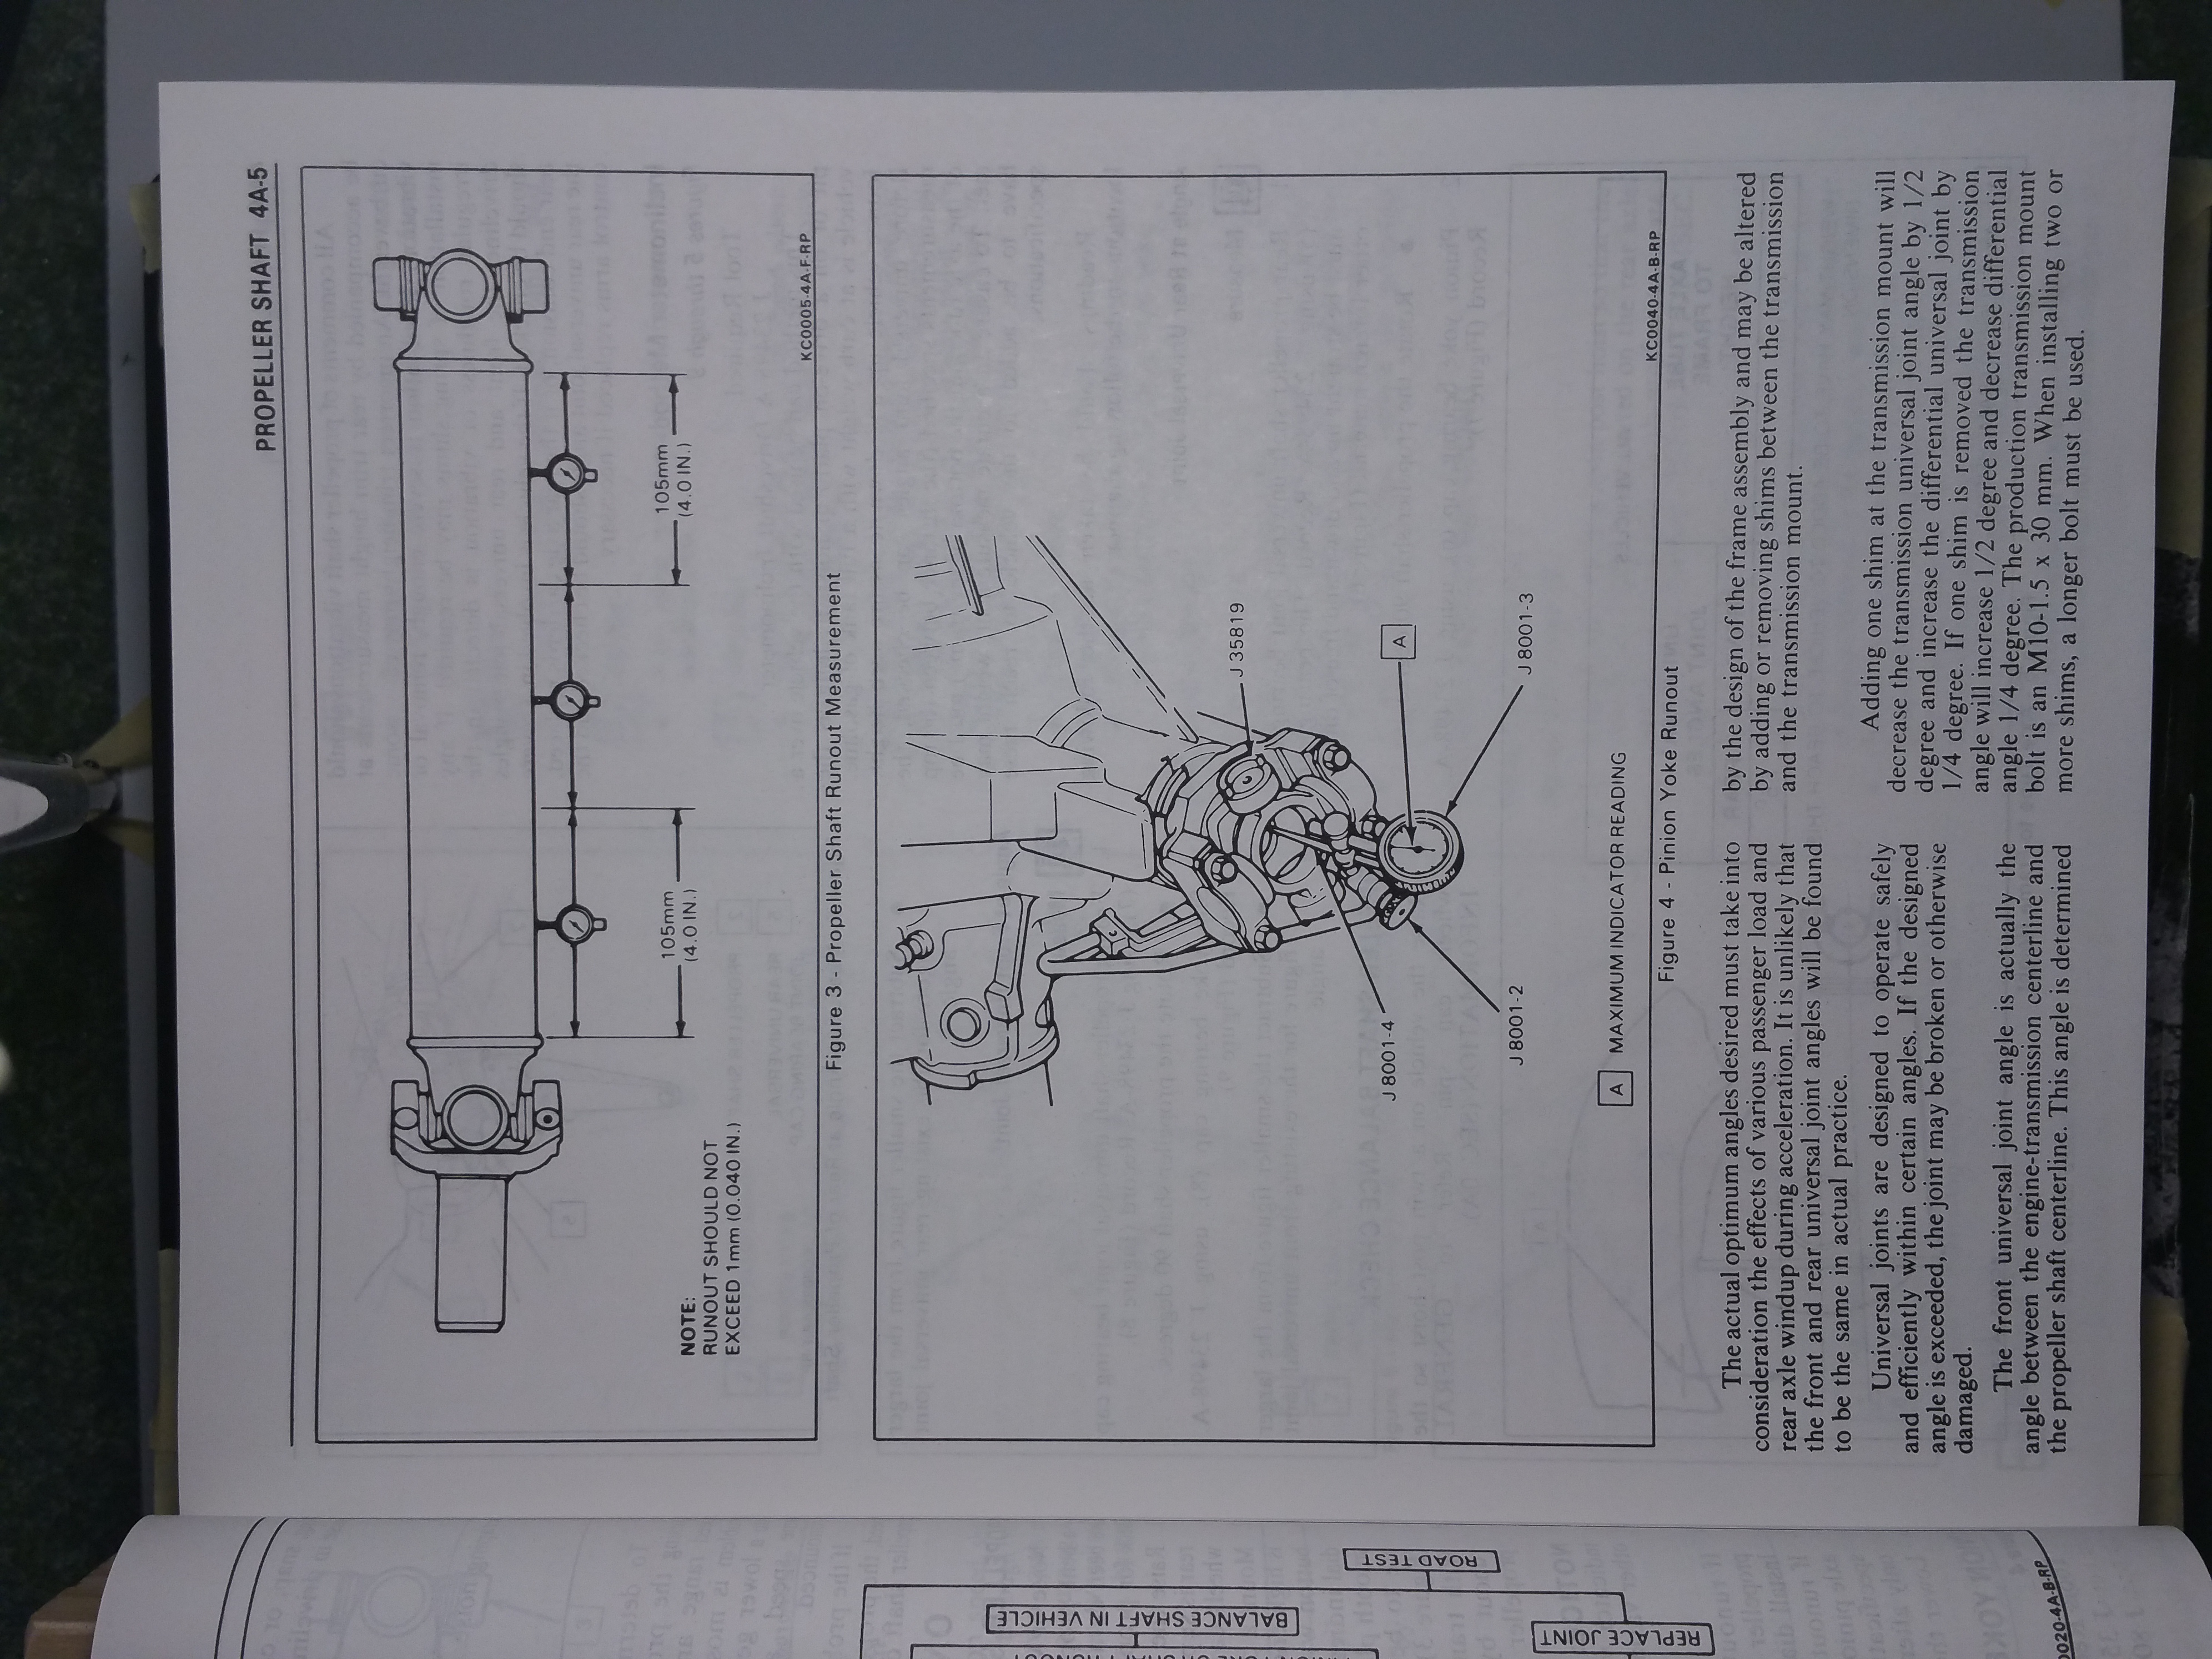 PROPELLER SHAFT 4A-5
105mm
(4.0 IN.)
105mm
(4.0 IN.)
NOTE:
RUNOUT SHOULD NOT
EXCEED 1mm (0.040 IN.)
KC0005-4A-F-RP
Figure 3 - Propeller Shaft Runout Measurement
J 35819
A
J 8001-4
J 8001-3
J 8001-2
A MAXIMUM INDICATOR READING
KC0040-4A-B-RP
Figure 4 - Pinion Yoke Runout
The actual optimum angles desired must take into
consideration the effects of various passenger load and
rear axle windup during acceleration. It is unlikely that
the front and rear universal joint angles will be found
to be the same in actual practice.
Universal joints are designed to operate safely
and efficiently within certain angles. If the designed
angle is exceeded, the joint may be broken or otherwise
damaged.
The front universal joint angle is actually the
angle between the engine-transmission centerline and
the propeller shaft centerline. This angle is determined
by the design of the frame assembly and may be altered
by adding or removing shims between the transmission
and the transmission mount.
Adding one shim at the transmission mount will
decrease the transmission universal joint angle by 1/2
degree and increase the differential universal joint by
1/4 degree. If one shim is removed the transmission
angle will increase 1/2 degree and decrease differential
angle 1/4 degree. The production transmission mount
bolt is an M10-1.5 x 30 mm. When installing two or
more shims, a longer bolt must be used.
ROAD TEST
BALANCE SHAFT IN VEHICLE
REPLACE JOINT
0020-4A-B-RP